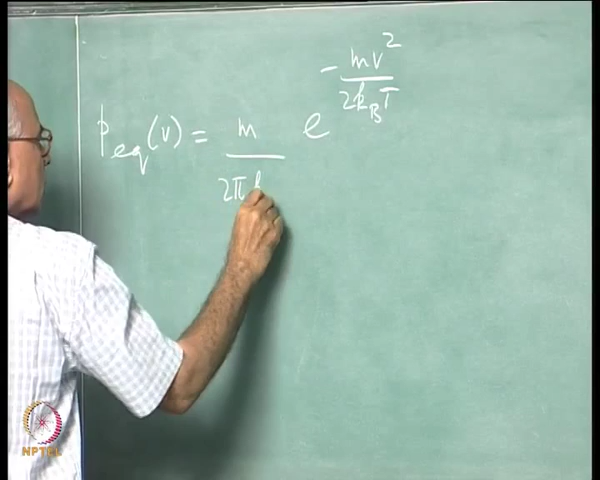 p_eq(v) = m / 2πk e^(-mv²/2k_BT)
NPTEL